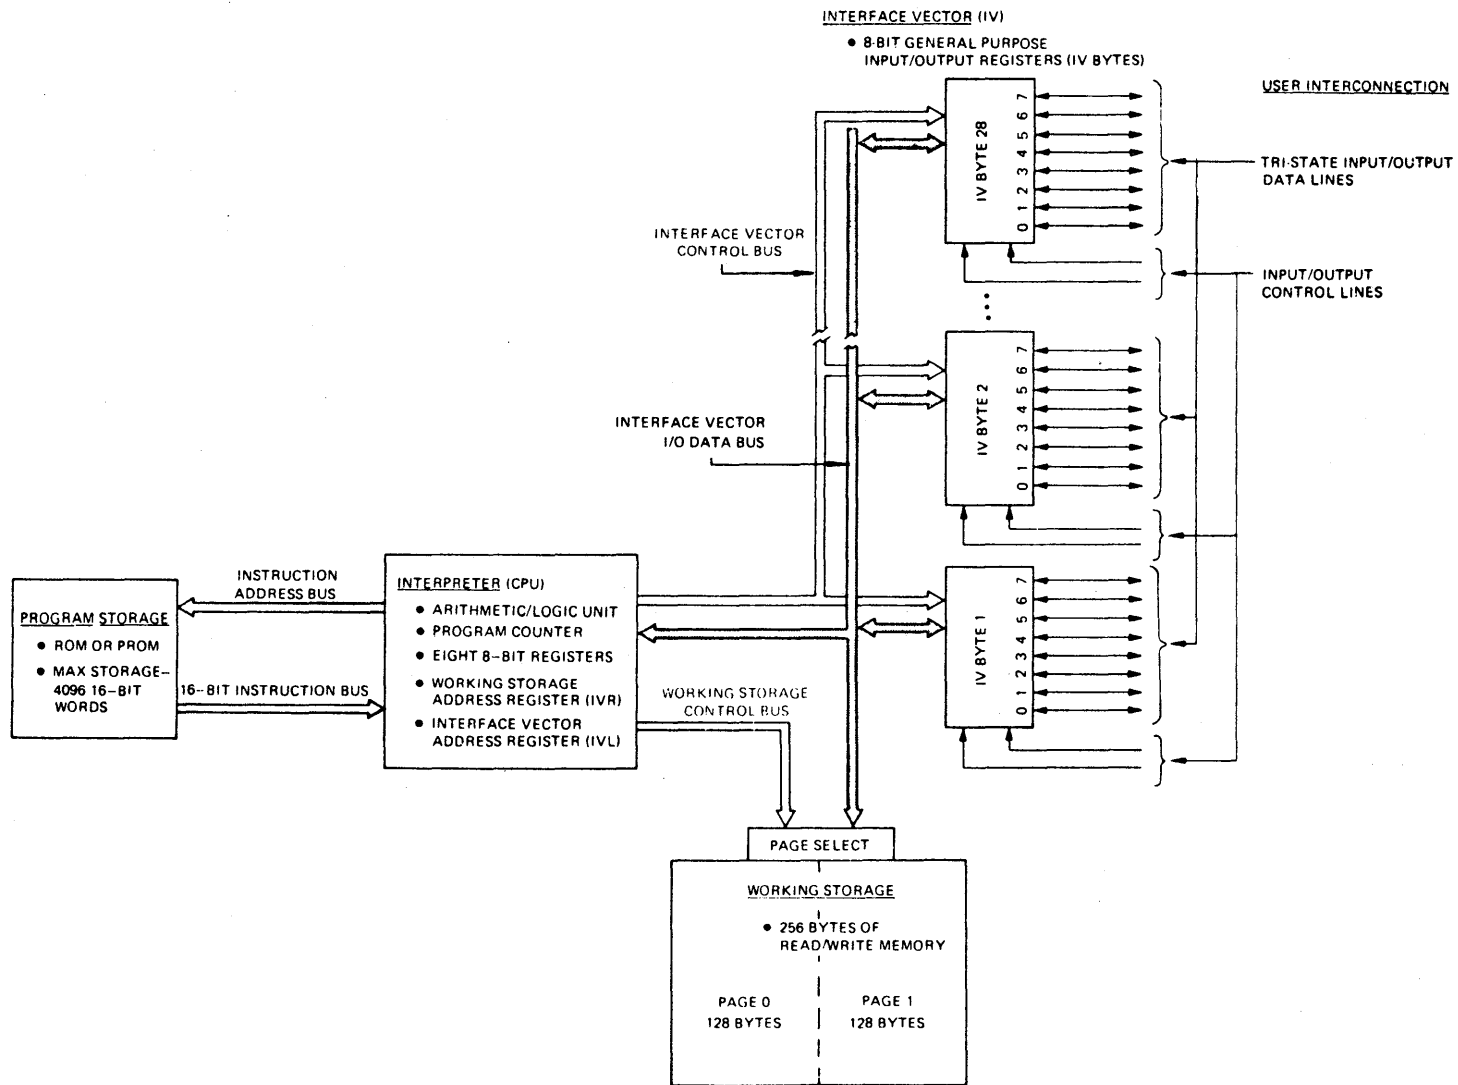 INTERFACE VECTOR (IV)
• 8-BIT GENERAL PURPOSE
INPUT/OUTPUT REGISTERS (IV BYTES)
USER INTERCONNECTION
IV BYTE 28
7
6
5
4
3
2
1
0
TRI-STATE INPUT/OUTPUT
DATA LINES
INTERFACE VECTOR
CONTROL BUS
INPUT/OUTPUT
CONTROL LINES
IV BYTE 2
7
6
5
4
3
2
1
0
INTERFACE VECTOR
I/O DATA BUS
IV BYTE 1
7
6
5
4
3
2
1
0
INSTRUCTION
ADDRESS BUS
PROGRAM STORAGE
• ROM OR PROM
• MAX STORAGE–
4096 16–BIT
WORDS
16–BIT INSTRUCTION BUS
INTERPRETER (CPU)
• ARITHMETIC/LOGIC UNIT
• PROGRAM COUNTER
• EIGHT 8–BIT REGISTERS
• WORKING STORAGE
ADDRESS REGISTER (IVR)
• INTERFACE VECTOR
ADDRESS REGISTER (IVL)
WORKING STORAGE
CONTROL BUS
PAGE SELECT
WORKING STORAGE
• 256 BYTES OF
READ/WRITE MEMORY
PAGE 0
128 BYTES
PAGE 1
128 BYTES